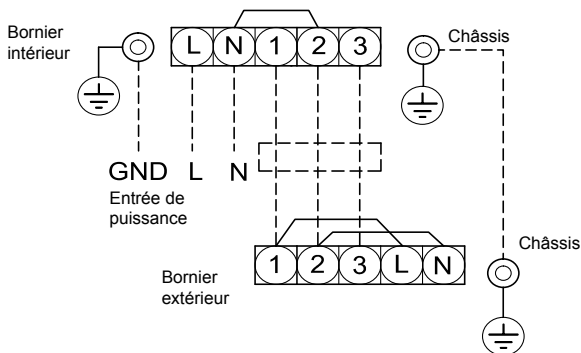 Bornier
intérieur
L N 1 2 3
Châssis
GND L N
Entrée de
puissance
1 2 3 L N
Châssis
Bornier
extérieur